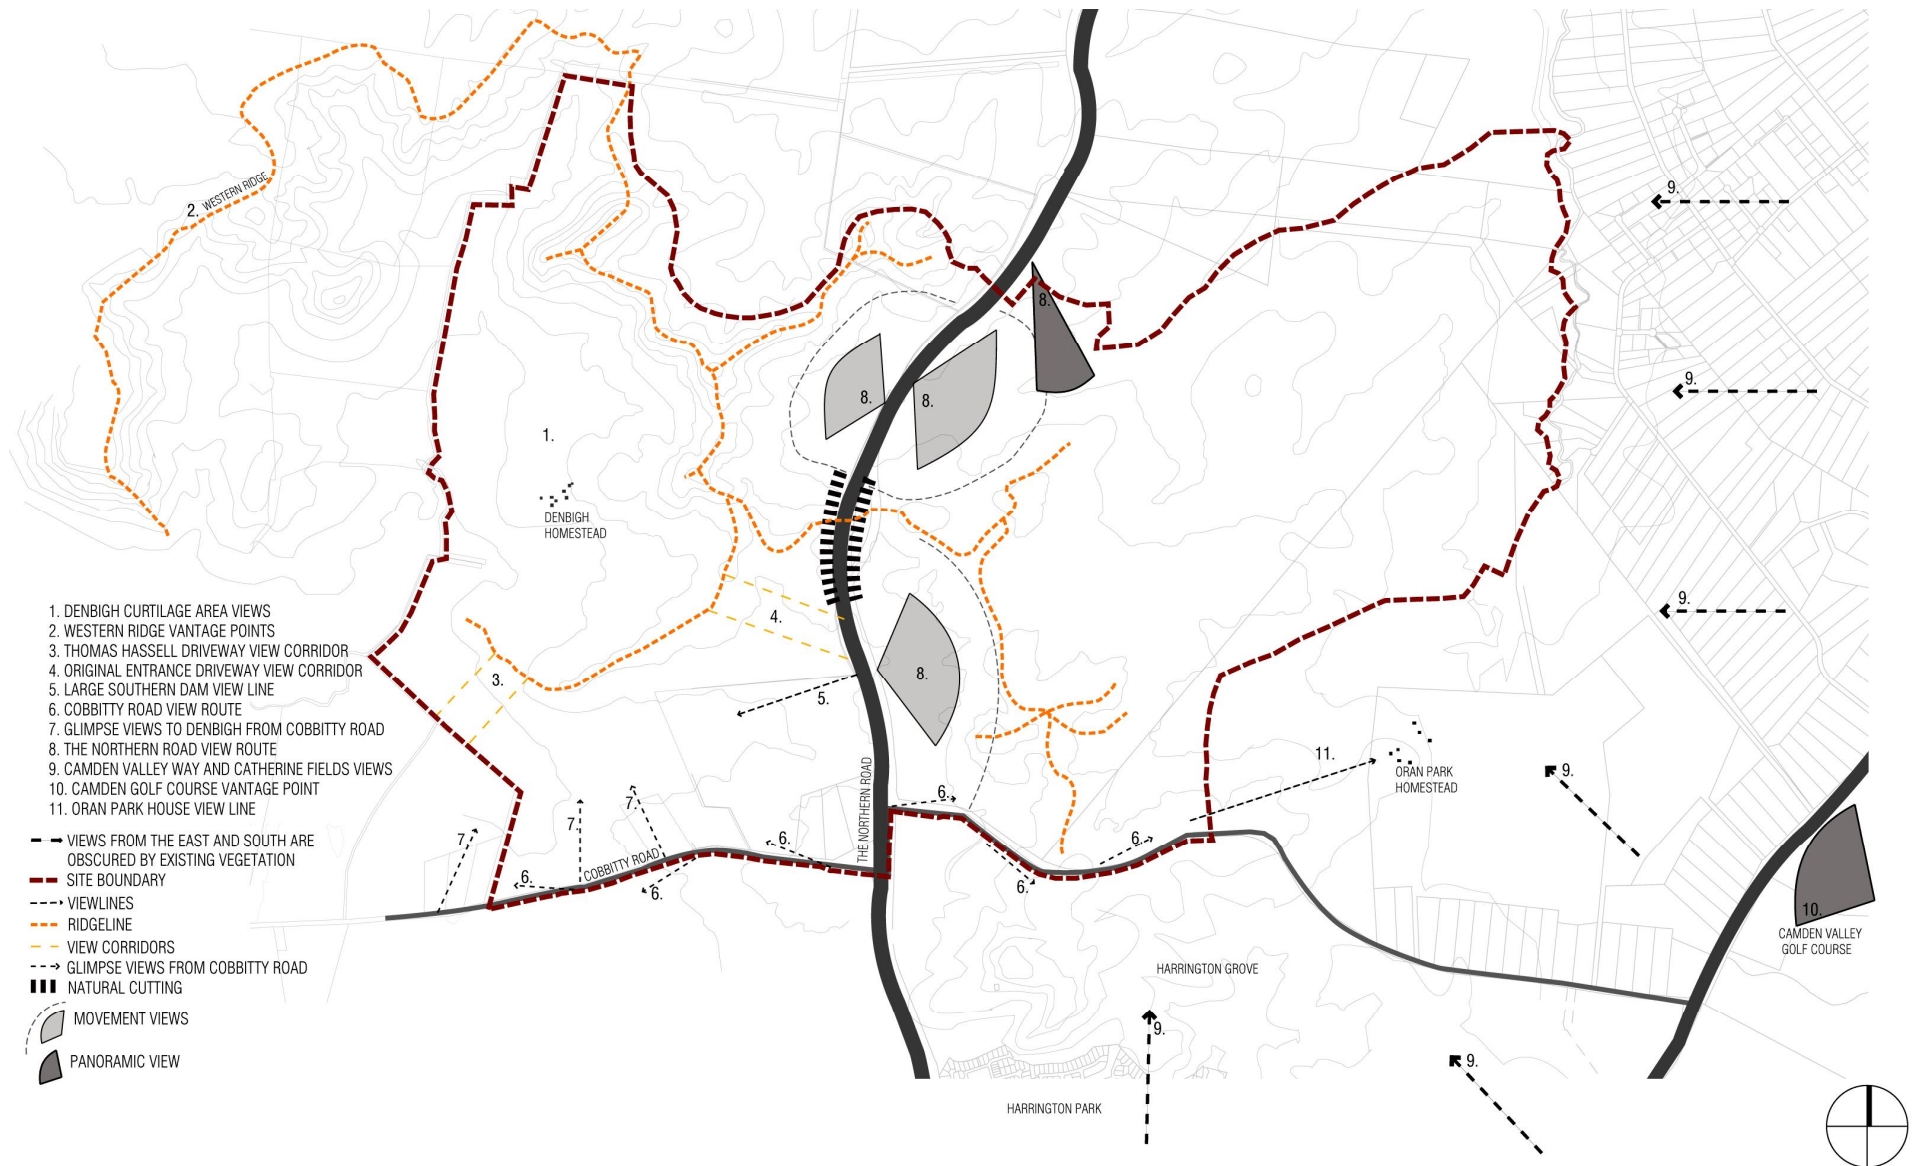 9.
2. WESTERN RIDGE
8.
9.
8.
8.
1.
DENBIGH
HOMESTEAD
9.
4.
3.
8.
5.
1. DENBIGH CURTILAGE AREA VIEWS
2. WESTERN RIDGE VANTAGE POINTS
3. THOMAS HASSELL DRIVEWAY VIEW CORRIDOR
4. ORIGINAL ENTRANCE DRIVEWAY VIEW CORRIDOR
5. LARGE SOUTHERN DAM VIEW LINE
6. COBBITTY ROAD VIEW ROUTE
7. GLIMPSE VIEWS TO DENBIGH FROM COBBITTY ROAD
8. THE NORTHERN ROAD VIEW ROUTE
9. CAMDEN VALLEY WAY AND CATHERINE FIELDS VIEWS
10. CAMDEN GOLF COURSE VANTAGE POINT
11. ORAN PARK HOUSE VIEW LINE
VIEWS FROM THE EAST AND SOUTH ARE
OBSCURED BY EXISTING VEGETATION
SITE BOUNDARY
VIEWLINES
RIDGELINE
VIEW CORRIDORS
GLIMPSE VIEWS FROM COBBITTY ROAD
NATURAL CUTTING
MOVEMENT VIEWS
PANORAMIC VIEW
THE NORTHERN ROAD
11.
ORAN PARK
HOMESTEAD
9.
6.
7.
7.
7.
6.
6.
COBBITTY ROAD
6.
6.
6.
10.
CAMDEN VALLEY
GOLF COURSE
HARRINGTON GROVE
9.
9.
HARRINGTON PARK